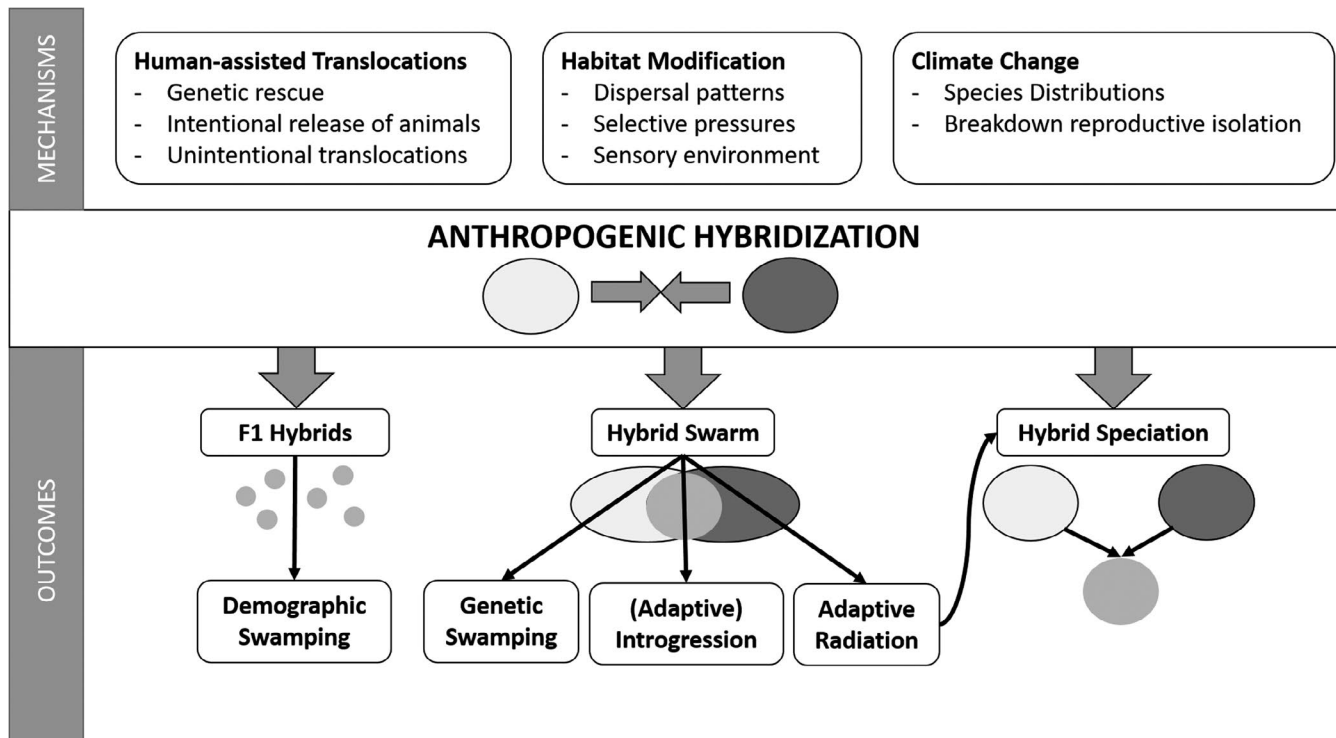 MECHANISMS
Human-assisted Translocations
- Genetic rescue
- Intentional release of animals
- Unintentional translocations
Habitat Modification
- Dispersal patterns
- Selective pressures
- Sensory environment
Climate Change
- Species Distributions
- Breakdown reproductive isolation
ANTHROPOGENIC HYBRIDIZATION
OUTCOMES
F1 Hybrids
Hybrid Swarm
Hybrid Speciation
Demographic
Swamping
Genetic
Swamping
(Adaptive)
Introgression
Adaptive
Radiation